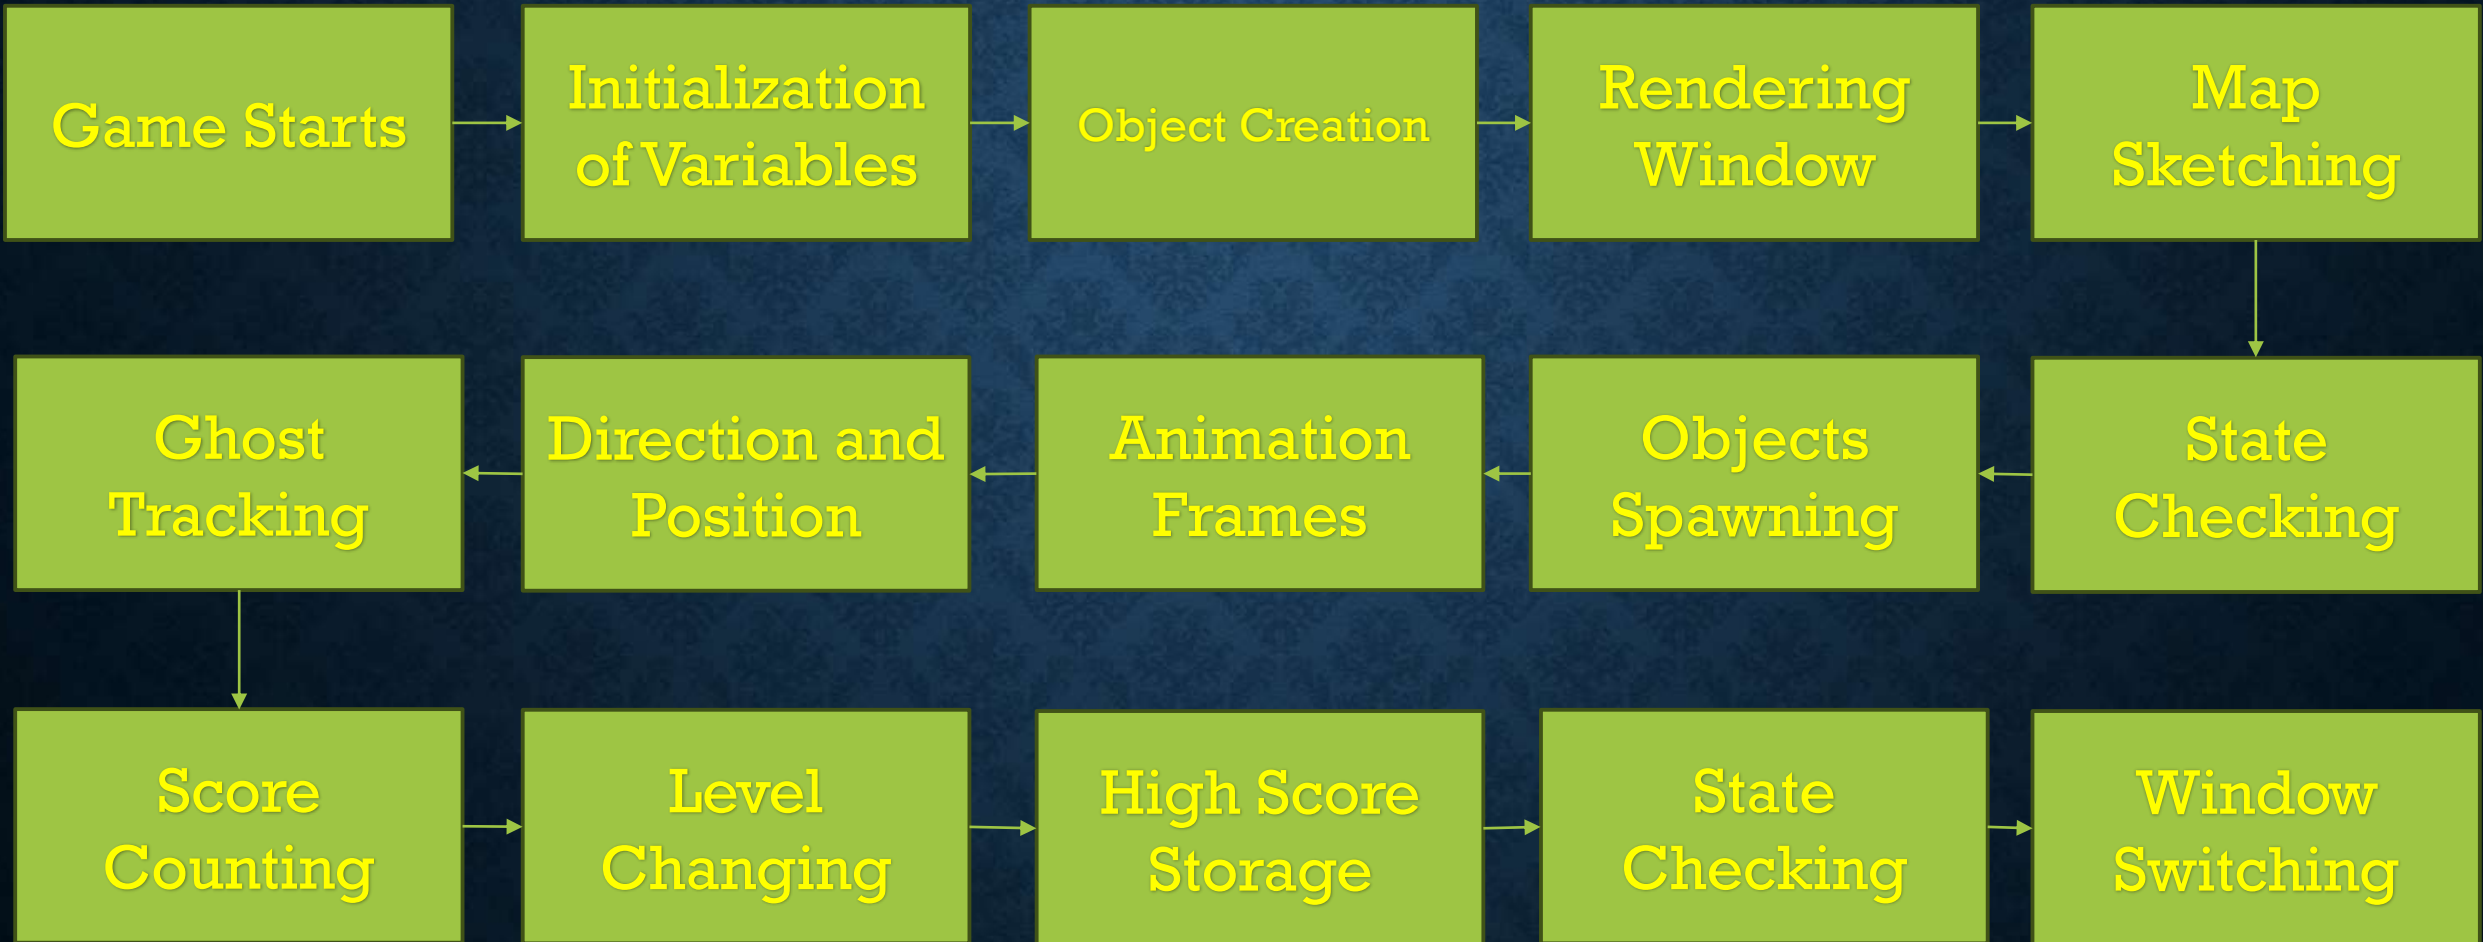 Game Starts
Initialization
of Variables
Object Creation
Rendering
Window
Map
Sketching
Ghost
Tracking
Direction and
Position
Animation
Frames
Objects
Spawning
State
Checking
Score
Counting
Level
Changing
High Score
Storage
State
Checking
Window
Switching